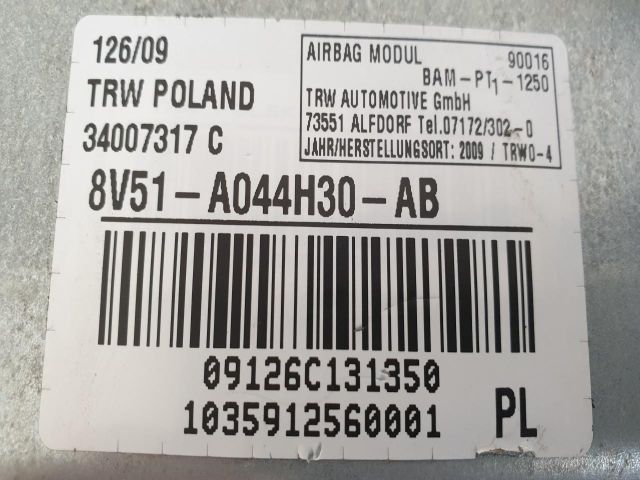 126/09
TRW POLAND
34007317 C
AIRBAG MODUL 90016
BAM-PT1-1250
TRW AUTOMOTIVE GmbH
73551 ALFDORF Tel.07172/302-0
JAHR/HERSTELLUNGSORT: 2009 / TRWO-4
8V51-A044H30-AB
09126C131350
1035912560001 PL